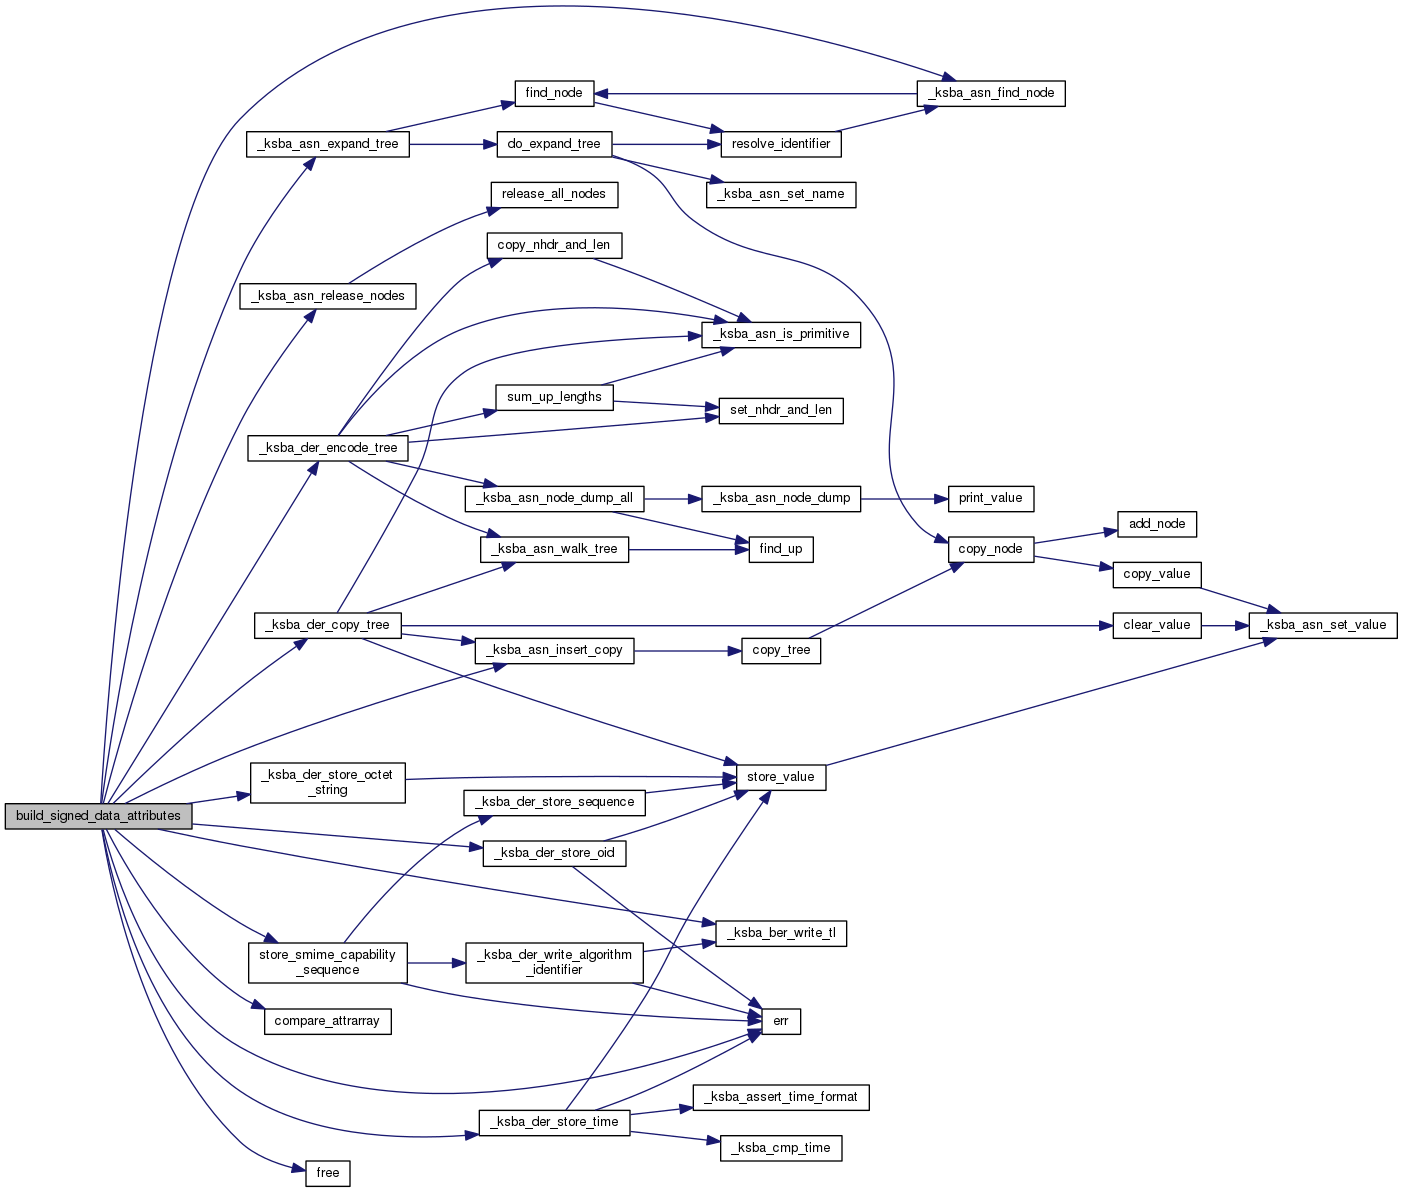 find_node
_ksba_asn_find_node
_ksba_asn_expand_tree
do_expand_tree
resolve_identifier
release_all_nodes
_ksba_asn_set_name
copy_nhdr_and_len
_ksba_asn_release_nodes
_ksba_asn_is_primitive
sum_up_lengths
set_nhdr_and_len
_ksba_der_encode_tree
_ksba_asn_node_dump_all
_ksba_asn_node_dump
print_value
add_node
_ksba_asn_walk_tree
find_up
copy_node
copy_value
_ksba_der_copy_tree
clear_value
_ksba_asn_set_value
_ksba_asn_insert_copy
copy_tree
_ksba_der_store_octet
_string
store_value
_ksba_der_store_sequence
build_signed_data_attributes
_ksba_der_store_oid
_ksba_ber_write_tl
store_smime_capability
_sequence
_ksba_der_write_algorithm
_identifier
compare_attrarray
err
_ksba_assert_time_format
_ksba_der_store_time
_ksba_cmp_time
free